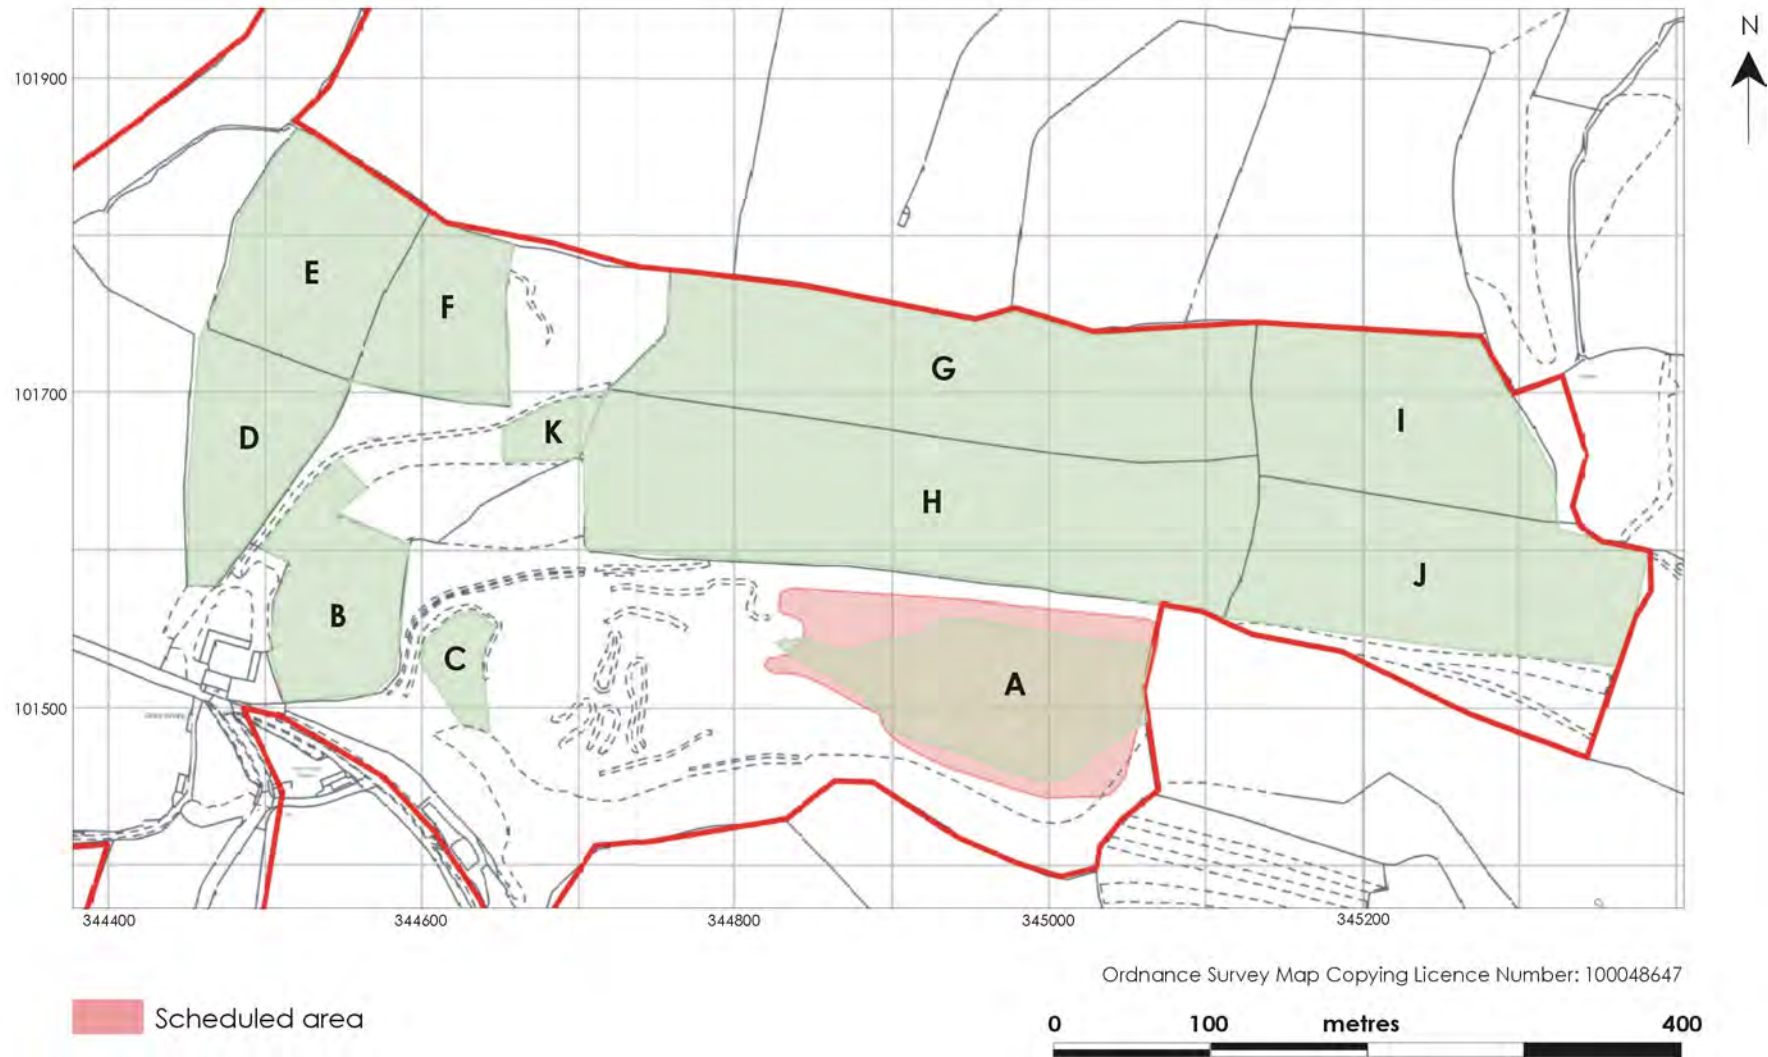 N
101900
E
F
G
I
K
D
H
J
B
C
A
101700
101500
344400
344600
344800
345000
345200
Ordnance Survey Map Copying Licence Number: 100048647
Scheduled area
0 100 metres 400